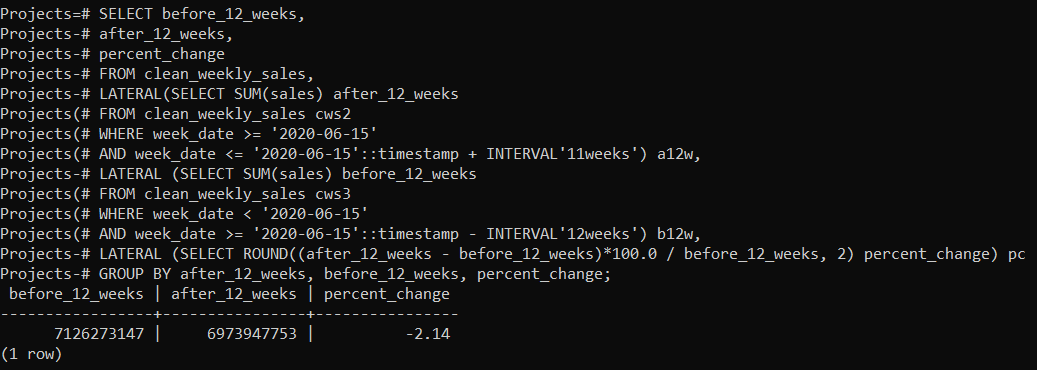 Projects=# SELECT before_12_weeks,
Projects-# after_12_weeks,
Projects-# percent_change
Projects-# FROM clean_weekly_sales,
Projects-# LATERAL(SELECT SUM(sales) after_12_weeks
Projects(# FROM clean_weekly_sales cws2
Projects(# WHERE week_date >= '2020-06-15'
Projects(# AND week_date <= '2020-06-15'::timestamp + INTERVAL'11weeks') a12w,
Projects-# LATERAL (SELECT SUM(sales) before_12_weeks
Projects(# FROM clean_weekly_sales cws3
Projects(# WHERE week_date < '2020-06-15'
Projects(# AND week_date >= '2020-06-15'::timestamp - INTERVAL'12weeks') b12w,
Projects-# LATERAL (SELECT ROUND((after_12_weeks - before_12_weeks)*100.0 / before_12_weeks, 2) percent_change) pc
Projects-# GROUP BY after_12_weeks, before_12_weeks, percent_change;
 before_12_weeks | after_12_weeks | percent_change
-----------------+----------------+----------------
      7126273147 |     6973947753 |          -2.14
(1 row)